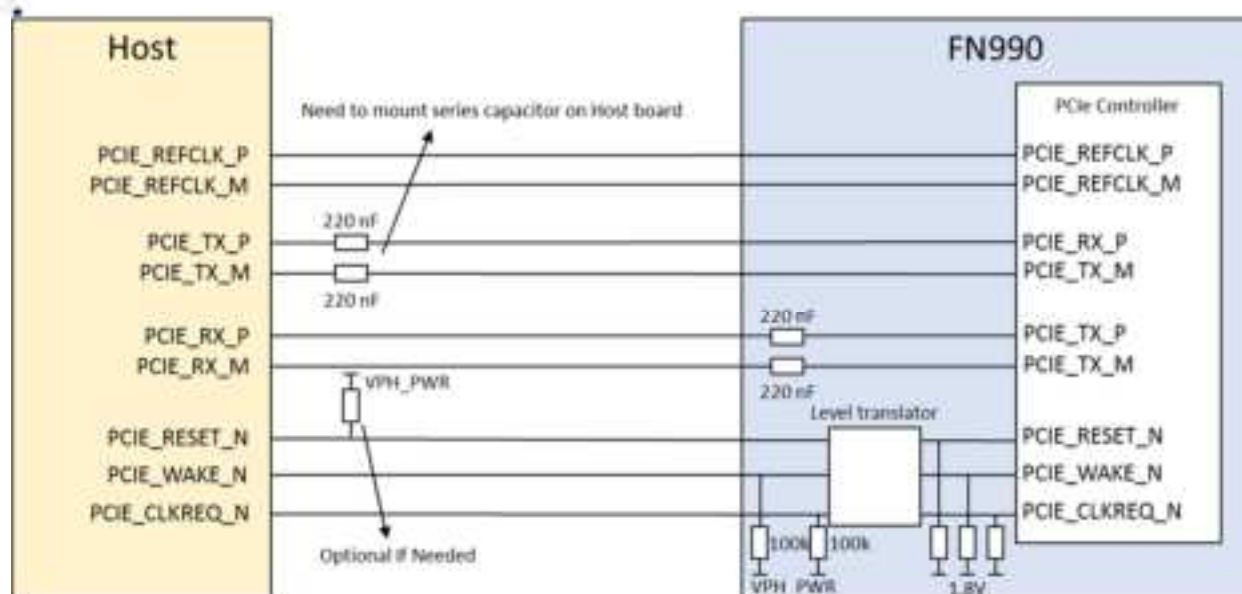 Host
FN990
Need to mount series capacitor on Host board
PCIe Controller
PCIE_REFCLK_P
PCIE_REFCLK_P
PCIE_REFCLK_M
PCIE_REFCLK_M
220 nF
PCIE_TX_P
PCIE_RX_P
PCIE_TX_M
PCIE_TX_M
220 nF
220 nF
PCIE_RX_P
PCIE_TX_P
PCIE_RX_M
PCIE_TX_M
VPH_PWR
220 nF
Level translator
PCIE_RESET_N
PCIE_RESET_N
PCIE_WAKE_N
PCIE_WAKE_N
PCIE_CLKREQ_N
PCIE_CLKREQ_N
100k
100k
Optional If Needed
VPH_PWR
1.8V